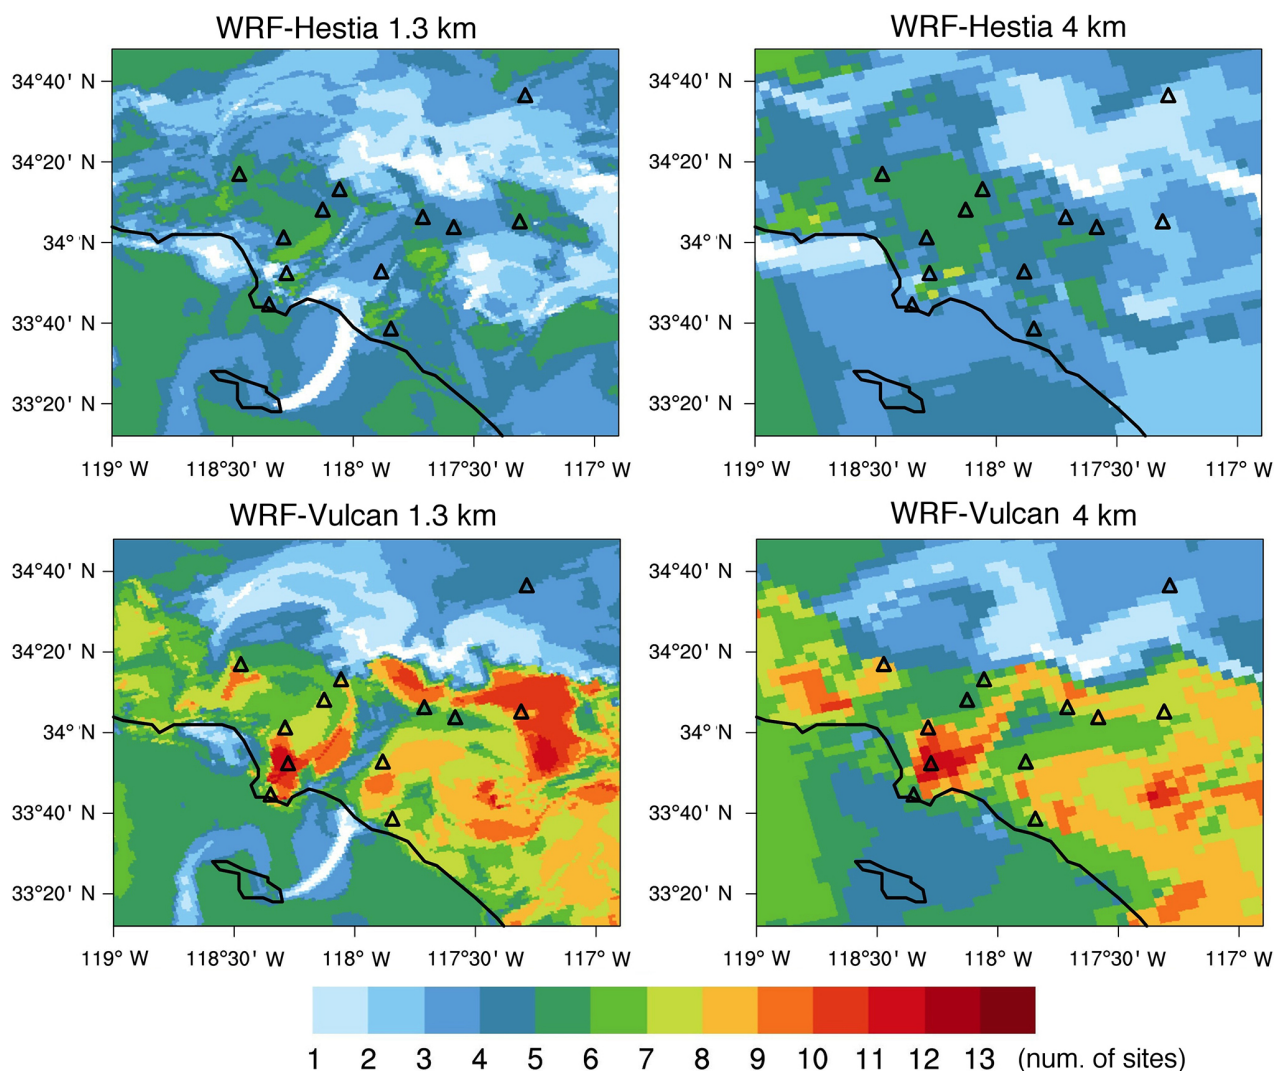 WRF-Hestia 1.3 km
WRF-Hestia 4 km
34°40' N
34°20' N
34° N
33°40' N
33°20' N
119° W 118°30' W 118° W 117°30' W 117° W
34°40' N
34°20' N
34° N
33°40' N
33°20' N
119° W 118°30' W 118° W 117°30' W 117° W
WRF-Vulcan 1.3 km
WRF-Vulcan 4 km
34°40' N
34°20' N
34° N
33°40' N
33°20' N
119° W 118°30' W 118° W 117°30' W 117° W
34°40' N
34°20' N
34° N
33°40' N
33°20' N
119° W 118°30' W 118° W 117°30' W 117° W
1 2 3 4 5 6 7 8 9 10 11 12 13 (num. of sites)